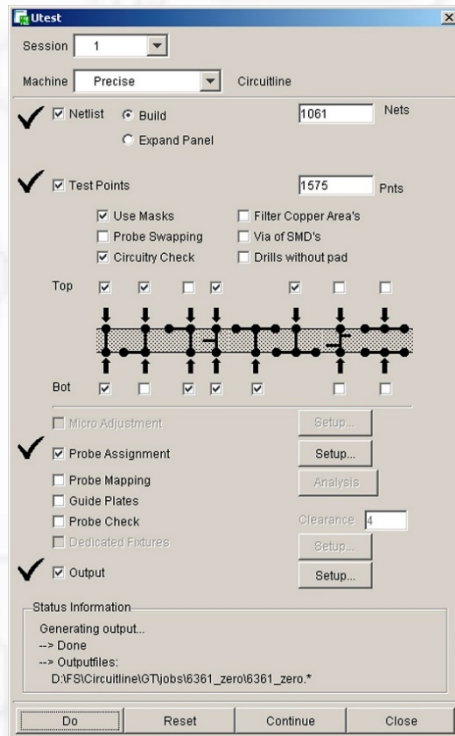 Utest
Session 1
Machine Precise Circuitline
Netlist Build 1061 Nets
Expand Panel
Test Points 1575 Pnts
Use Masks Filter Copper Area's
Probe Swapping Via of SMD's
Circuitry Check Drills without pad
Top
Bot
Micro Adjustment Setup...
Probe Assignment Setup...
Probe Mapping Analysis
Guide Plates
Probe Check Clearance 4
Dedicated Fixtures Setup...
Output Setup...
Status Information
Generating output...
--> Done
--> Outputfiles:
D:\FS\Circuitline\GT\jobs\6361_zero\6361_zero.*
Do Reset Continue Close